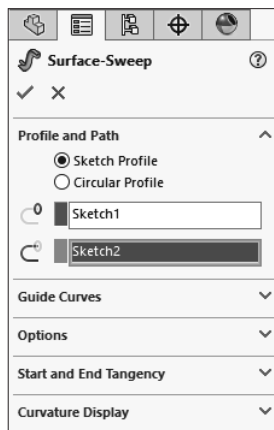 Surface-Sweep
Profile and Path
Sketch Profile
Circular Profile
Sketch1
Sketch2
Guide Curves
Options
Start and End Tangency
Curvature Display